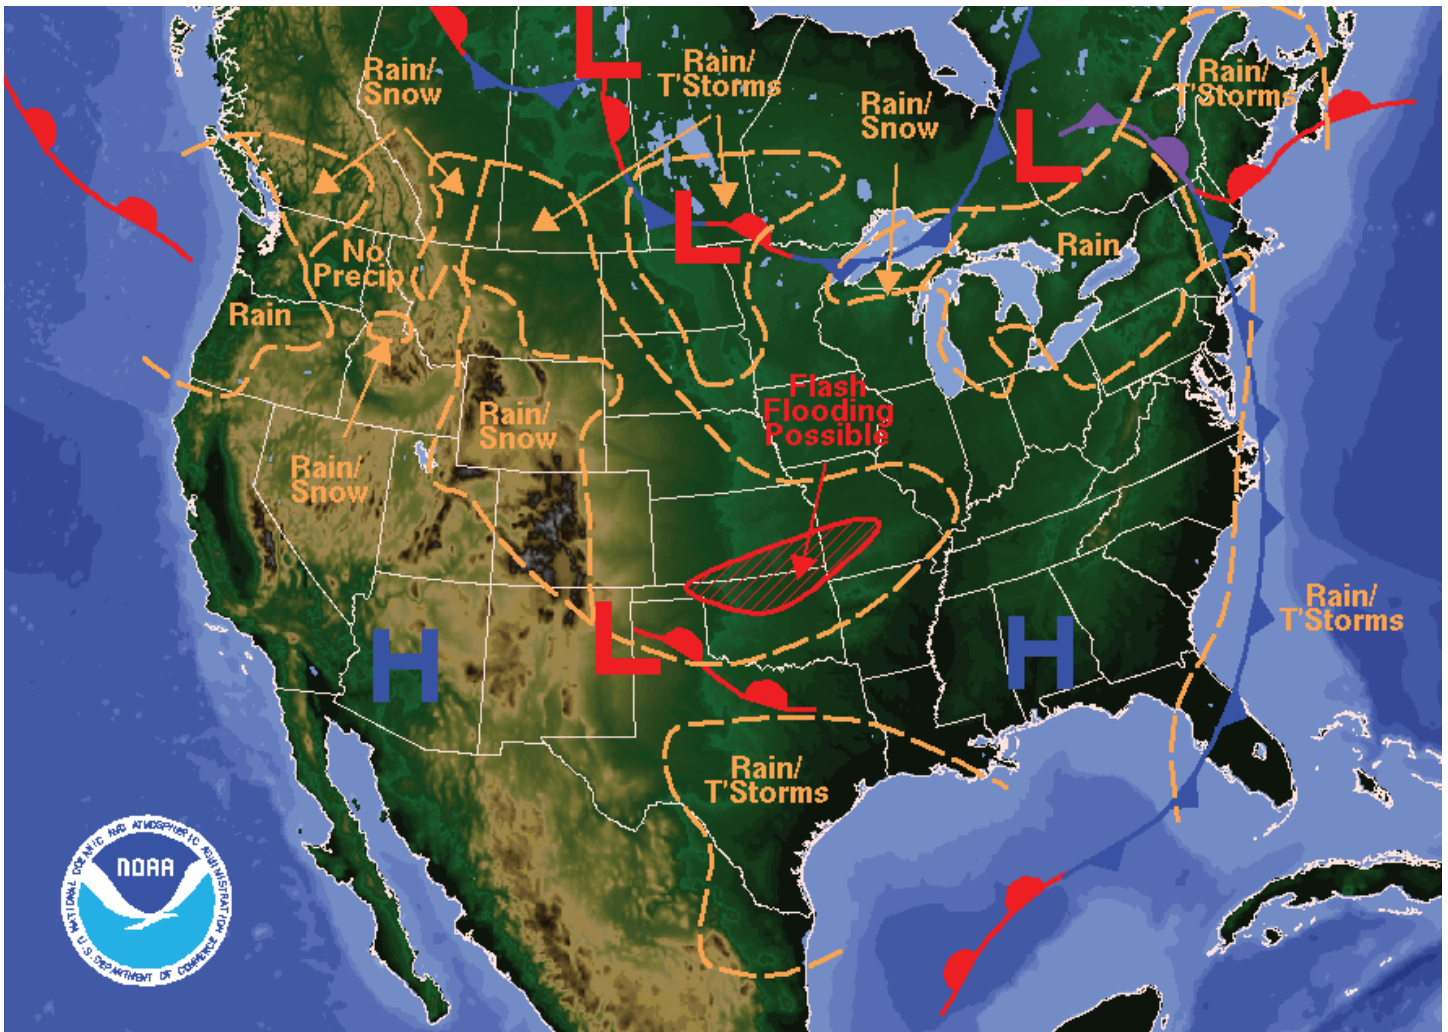 L
Rain/
Snow
Rain/
T'Storms
Rain/
Snow
Rain/
T'Storms
L
L
No
Precip
Rain
Rain
Flash
Flooding
Possible
Rain/
Snow
Rain/
Snow
Rain/
T'Storms
H
L
H
Rain/
T'Storms
NATIONAL OCEANIC AND ATMOSPHERIC ADMINISTRATION
NOAA
U.S. DEPARTMENT OF COMMERCE